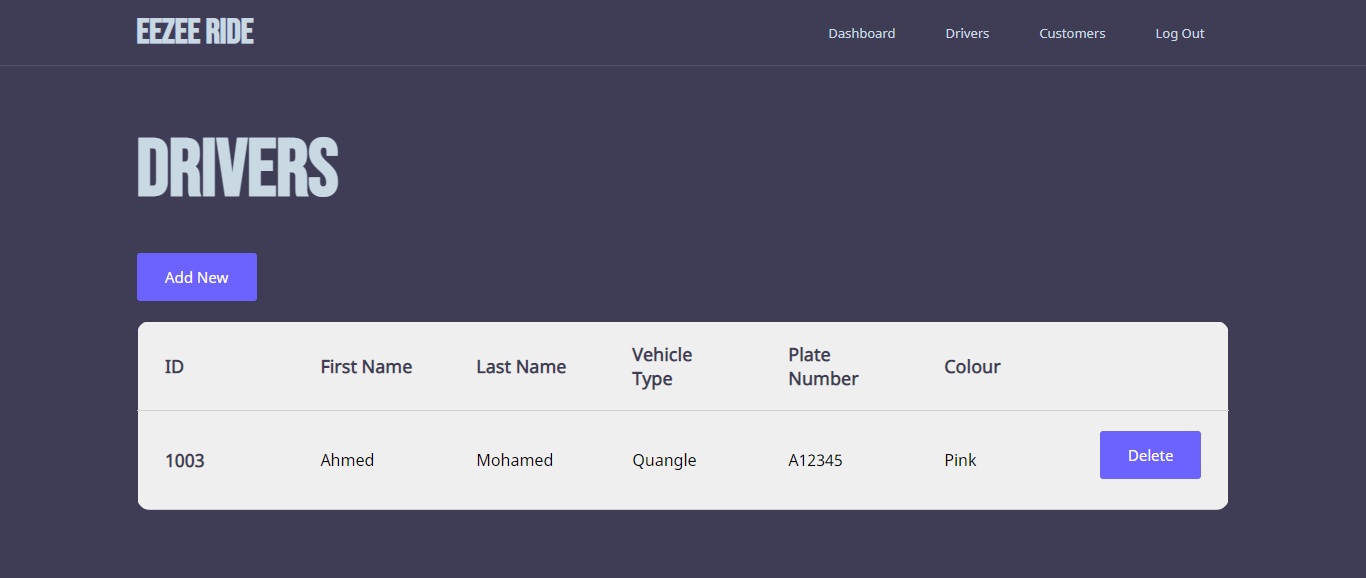 EEZEE RIDE Dashboard Drivers Customers Log Out
DRIVERS
Add New
ID First Name Last Name Vehicle Type Plate Number Colour
1003 Ahmed Mohamed Quangle A12345 Pink Delete